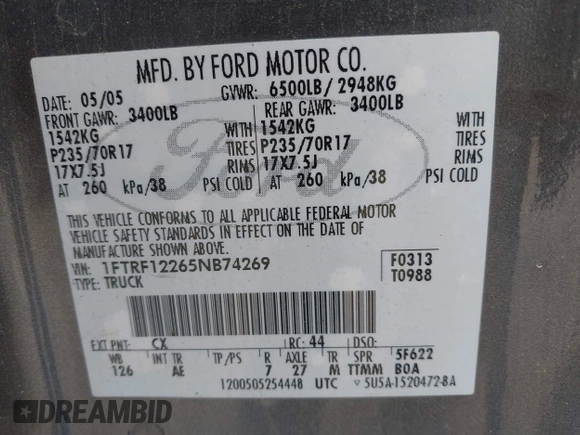 MFD. BY FORD MOTOR CO.
DATE: 05/05 GVWR: 6500LB/2948KG
FRONT GAWR: 3400LB REAR GAWR: 3400LB
1542KG WITH 1542KG WITH
P235/70R17 TIRES P235/70R17 TIRES
17X7.5J RIMS 17X7.5J RIMS
AT 260 kPa/38 PSI COLD AT 260 kPa/38 PSI COLD
Ford
THIS VEHICLE CONFORMS TO ALL APPLICABLE FEDERAL MOTOR
VEHICLE SAFETY STANDARDS IN EFFECT ON THE DATE OF
MANUFACTURE SHOWN ABOVE.
VIN: 1FTRF12265NB74269 F0313
TYPE: TRUCK T0988
EXT PNT: CX RC: 44 DSO:
WB INT TR TP/PS R AXLE TR SPR 5F622
126 AE 7 27 M TTMM BOA
1200505254448 UTC 5U5A-1520472-BA
AUTOBIDMASTER